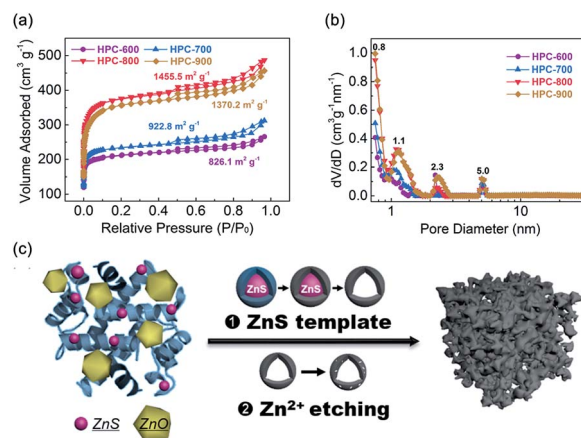 (a)
HPC-600 HPC-700
HPC-800 HPC-900
1455.5 m² g⁻¹
1370.2 m² g⁻¹
922.8 m² g⁻¹
826.1 m² g⁻¹
Volume Adsorbed (cm³ g⁻¹)
500
400
300
200
100
0.0 0.2 0.4 0.6 0.8 1.0
Relative Pressure (P/P₀)
(b)
HPC-600
HPC-700
HPC-800
HPC-900
0.8
1.1
2.3
5.0
dV/dD (cm³ g⁻¹nm⁻¹)
1.0
0.8
0.6
0.4
0.2
0.0
1 10
Pore Diameter (nm)
(c)
ZnS ZnS
❶ ZnS template
❷ Zn²⁺ etching
ZnS ZnO